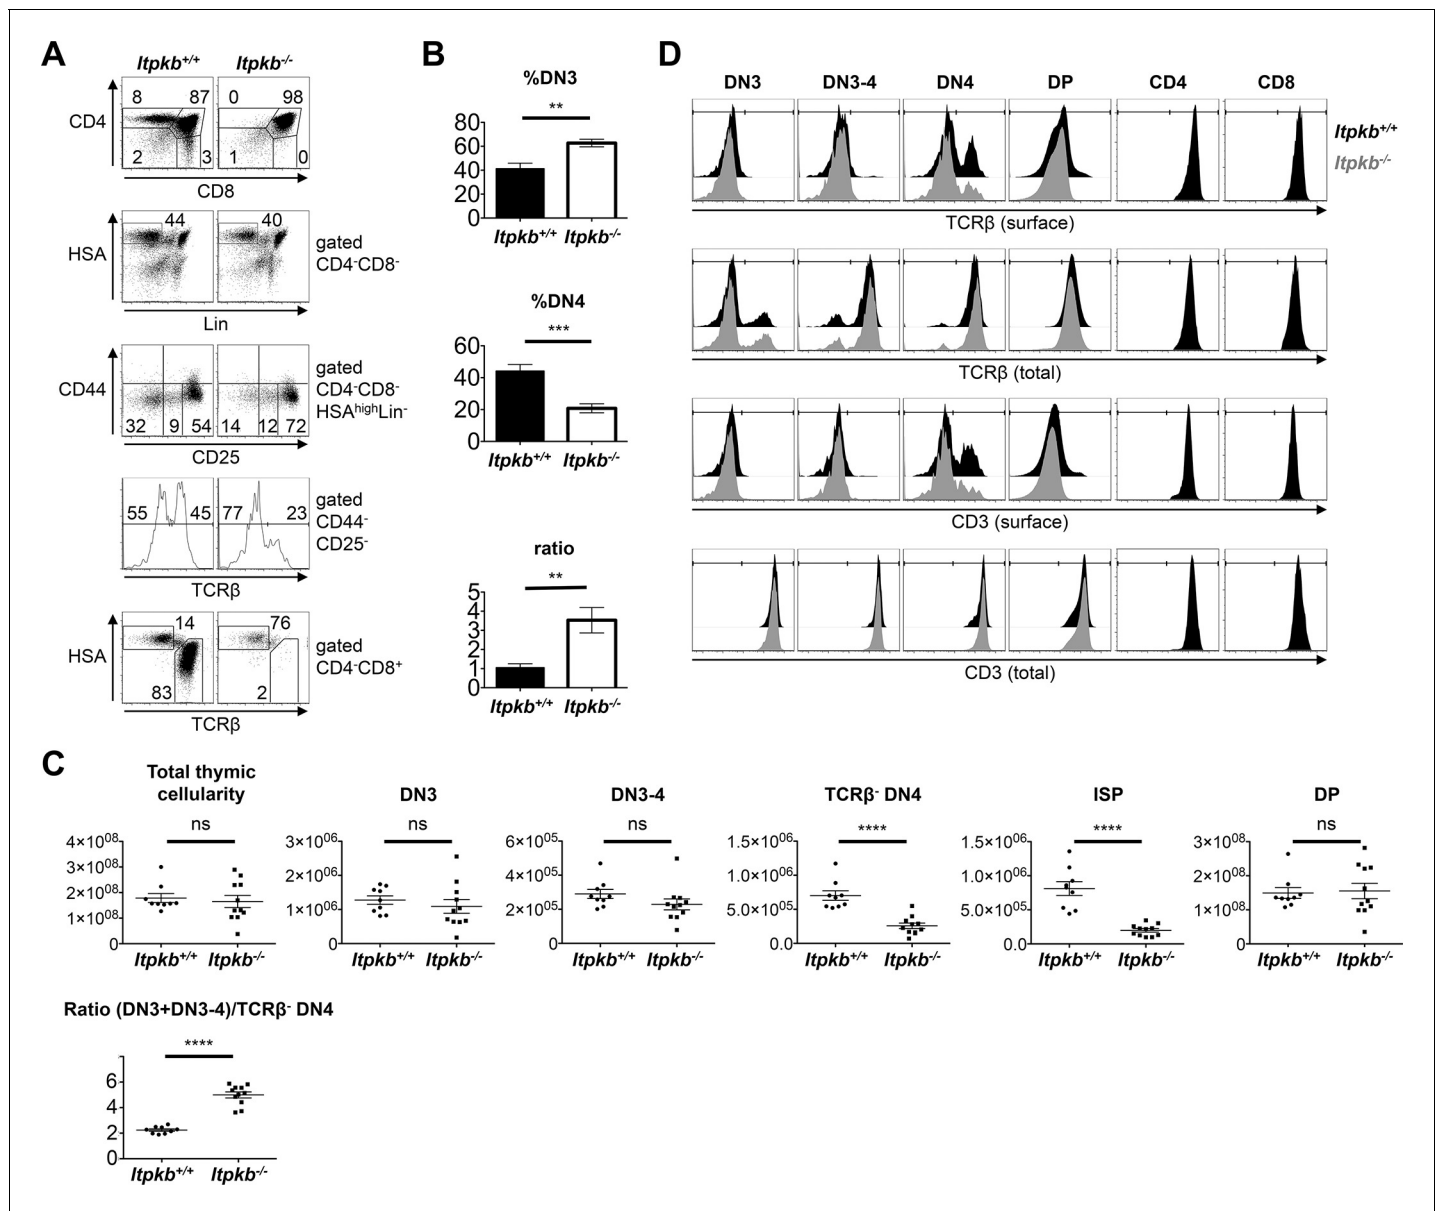 A
Itpkb+/+ Itpkb-/-
8 87 0 98
CD4
2 3 1 0
CD8
44 40
HSA
gated
CD4-CD8-
Lin
CD44
gated
CD4-CD8-
HSAhighLin-
32 9 54 14 12 72
CD25
55 45 77 23
gated
CD44-
CD25-
TCRβ
14 76
HSA
gated
CD4-CD8+
83 2
TCRβ
B
%DN3
**
80
60
40
20
0
Itpkb+/+ Itpkb-/-
%DN4
***
60
40
20
0
Itpkb+/+ Itpkb-/-
ratio
**
5
4
3
2
1
0
Itpkb+/+ Itpkb-/-
D
DN3 DN3-4 DN4 DP CD4 CD8
Itpkb+/+
Itpkb-/-
TCRβ (surface)
TCRβ (total)
CD3 (surface)
CD3 (total)
C
Total thymic
cellularity
ns
4×10^08
3×10^08
2×10^08
1×10^08
0
Itpkb+/+ Itpkb-/-
DN3
ns
3×10^06
2×10^06
1×10^06
0
Itpkb+/+ Itpkb-/-
DN3-4
ns
6×10^05
4×10^05
2×10^05
0
Itpkb+/+ Itpkb-/-
TCRβ- DN4
****
1.5×10^06
1.0×10^06
5.0×10^05
0.0
Itpkb+/+ Itpkb-/-
ISP
****
1.5×10^06
1.0×10^06
5.0×10^05
0.0
Itpkb+/+ Itpkb-/-
DP
ns
3×10^08
2×10^08
1×10^08
0
Itpkb+/+ Itpkb-/-
Ratio (DN3+DN3-4)/TCRβ- DN4
****
6
4
2
0
Itpkb+/+ Itpkb-/-